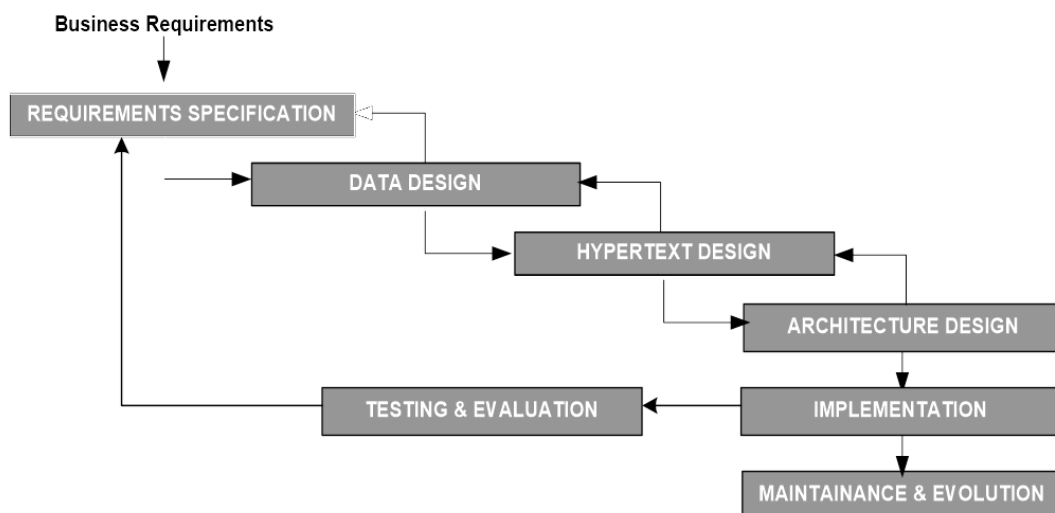 Business Requirements
REQUIREMENTS SPECIFICATION
DATA DESIGN
HYPERTEXT DESIGN
ARCHITECTURE DESIGN
TESTING & EVALUATION
IMPLEMENTATION
MAINTAINANCE & EVOLUTION